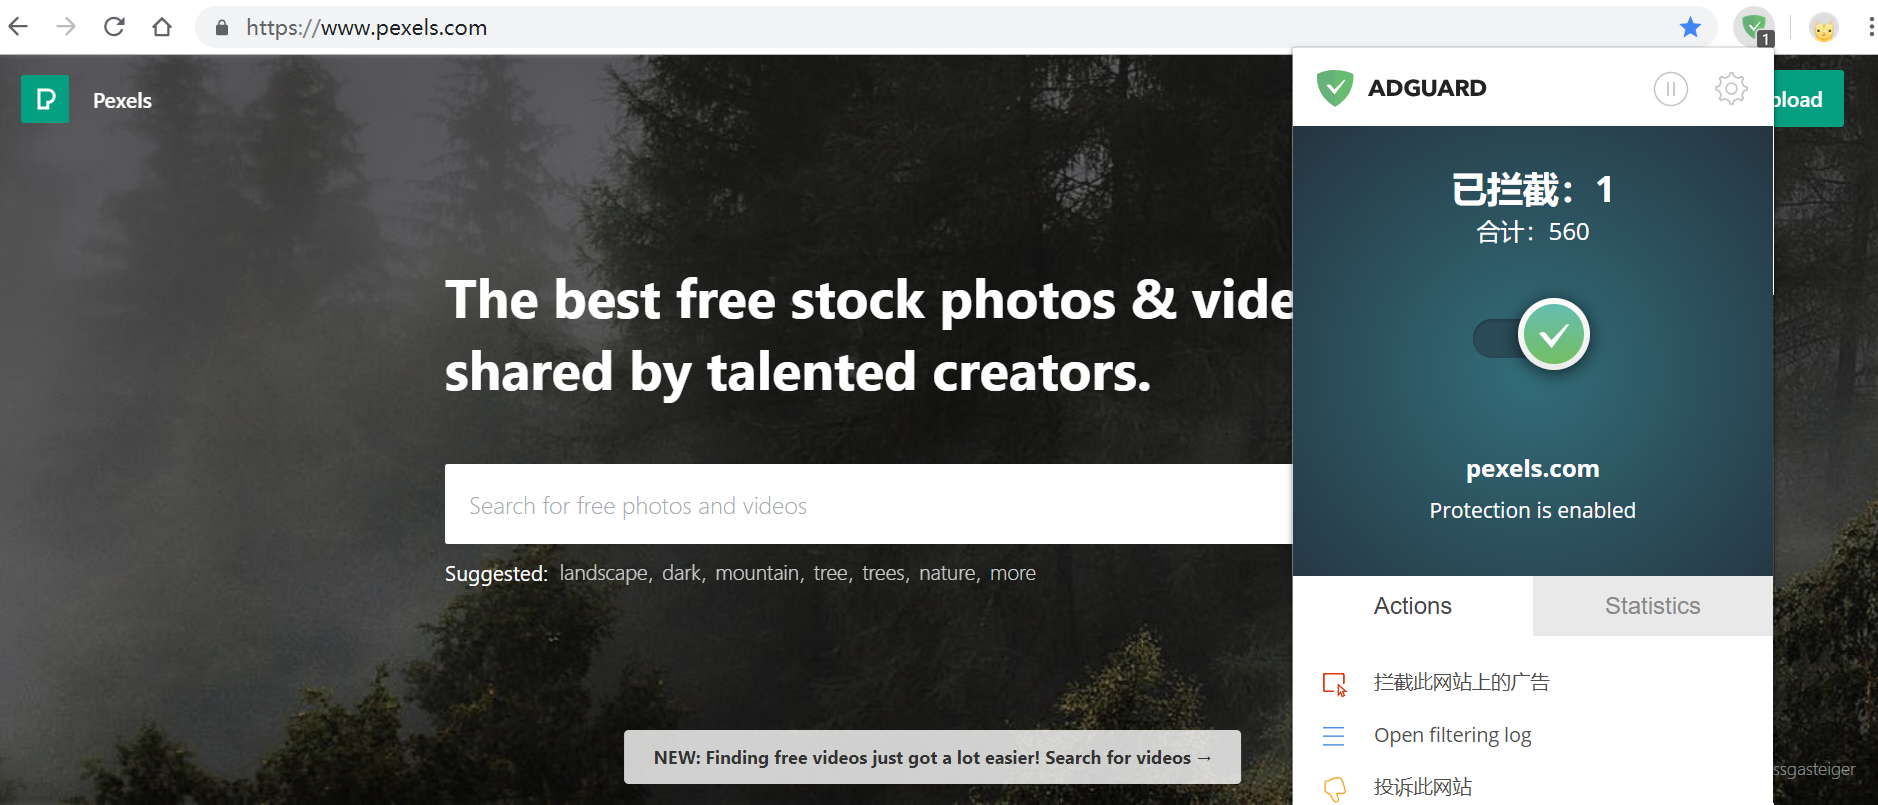 https://www.pexels.com
1
Pexels
ADGUARD
pload
已拦截：1
合计：560
The best free stock photos & vide
shared by talented creators.
pexels.com
Protection is enabled
Search for free photos and videos
Suggested: landscape, dark, mountain, tree, trees, nature, more
Actions
Statistics
拦截此网站上的广告
Open filtering log
投诉此网站
NEW: Finding free videos just got a lot easier! Search for videos →
ssgasteiger